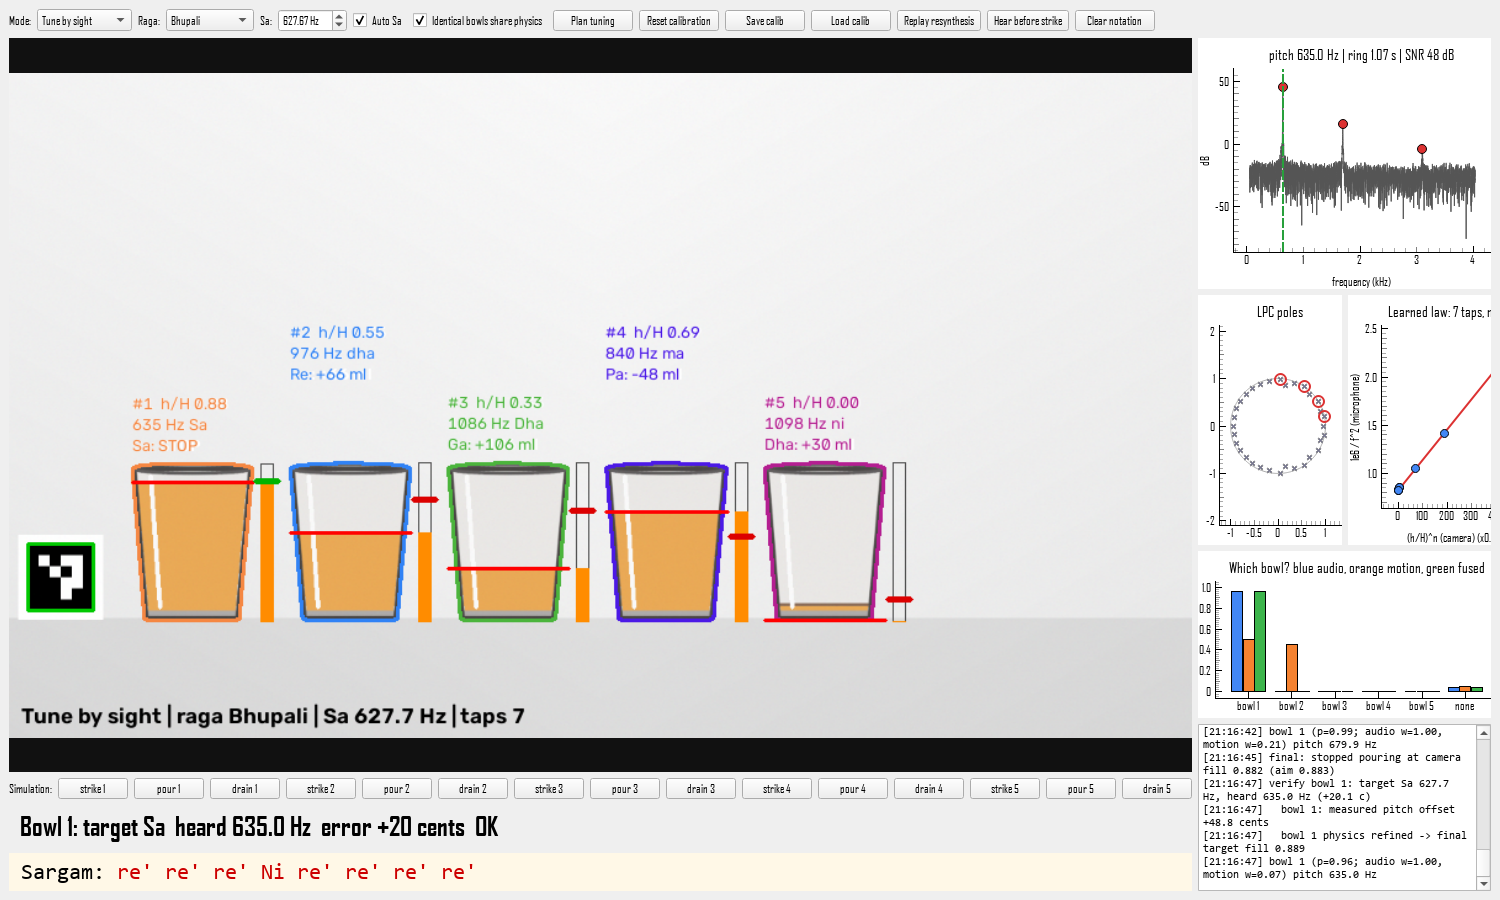 Mode: Tune by sight Raga: Bhupali Sa: 627.67 Hz Auto Sa Identical bowls share physics Plan tuning Reset calibration Save calib Load calib Replay resynthesis Hear before strike Clear notation
#1 h/H 0.88
635 Hz Sa
Sa: STOP
#2 h/H 0.55
976 Hz dha
Re: +66 ml
#3 h/H 0.33
1086 Hz Dha
Ga: +106 ml
#4 h/H 0.69
840 Hz ma
Pa: -48 ml
#5 h/H 0.00
1098 Hz ni
Dha: +30 ml
Tune by sight | raga Bhupali | Sa 627.7 Hz | taps 7
pitch 635.0 Hz | ring 1.07 s | SNR 48 dB
50
0
-50
dB
0 1 2 3 4
frequency (kHz)
LPC poles
2
1
0
-1
-2
-1 -0.5 0 0.5 1
Learned law: 7 taps, r
2.5
2.0
1.5
1.0
1e6 / f^2 (microphone)
0 100 200 300 4
(h/H)^n (camera) (x0.
Which bowl? blue audio, orange motion, green fused
1.0
0.8
0.6
0.4
0.2
0
bowl 1 bowl 2 bowl 3 bowl 4 bowl 5 none
[21:16:42] bowl 1 (p=0.99; audio w=1.00,
motion w=0.21) pitch 679.9 Hz
[21:16:45] final: stopped pouring at camera
fill 0.882 (aim 0.883)
[21:16:47] verify bowl 1: target Sa 627.7
Hz, heard 635.0 Hz (+20.1 c)
[21:16:47] bowl 1: measured pitch offset
+48.8 cents
[21:16:47] bowl 1 physics refined -> final
target fill 0.889
[21:16:47] bowl 1 (p=0.96; audio w=1.00,
motion w=0.07) pitch 635.0 Hz
Simulation: strike 1 pour 1 drain 1 strike 2 pour 2 drain 2 strike 3 pour 3 drain 3 strike 4 pour 4 drain 4 strike 5 pour 5 drain 5
Bowl 1: target Sa heard 635.0 Hz error +20 cents OK
Sargam: re' re' re' Ni re' re' re' re'